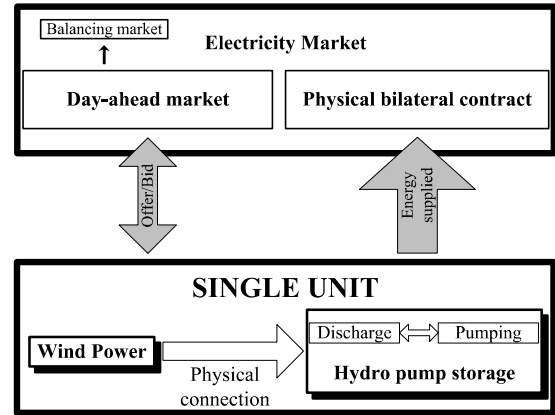 Balancing market
Electricity Market
Day-ahead market
Physical bilateral contract
Offer/Bid
Energy
supplied
SINGLE UNIT
Wind Power
Physical
connection
Discharge
Pumping
Hydro pump storage